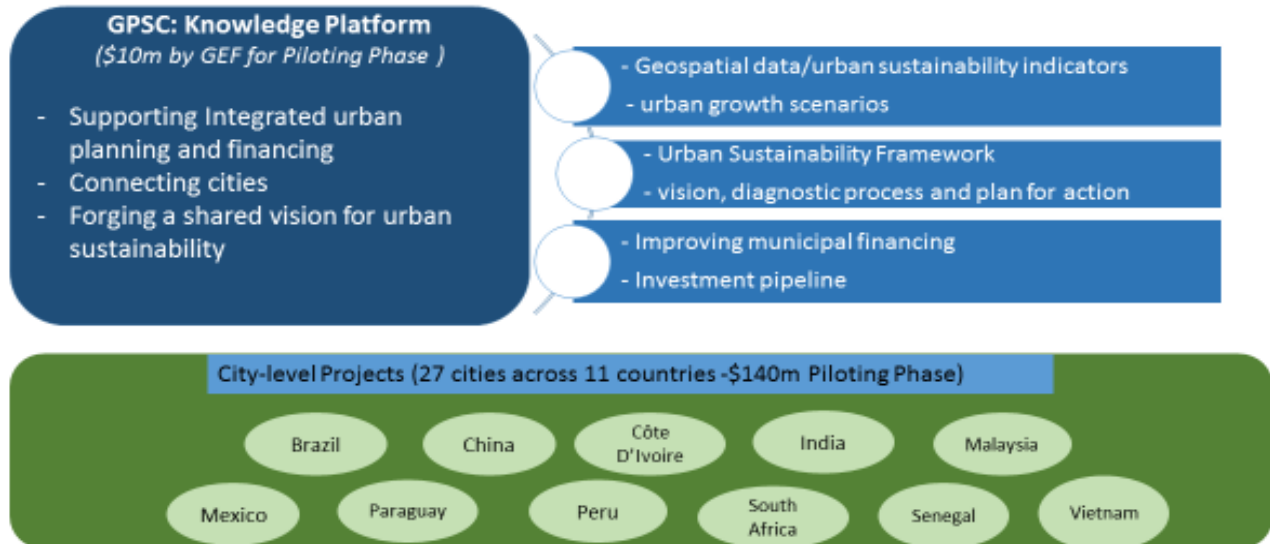 GPSC: Knowledge Platform
($10m by GEF for Piloting Phase )
- Supporting Integrated urban
planning and financing
- Connecting cities
- Forging a shared vision for urban
sustainability
- Geospatial data/urban sustainability indicators
- urban growth scenarios
- Urban Sustainability Framework
- vision, diagnostic process and plan for action
- Improving municipal financing
- Investment pipeline
City-level Projects (27 cities across 11 countries -$140m Piloting Phase)
Brazil
China
Côte
D'Ivoire
India
Malaysia
Mexico
Paraguay
Peru
South
Africa
Senegal
Vietnam